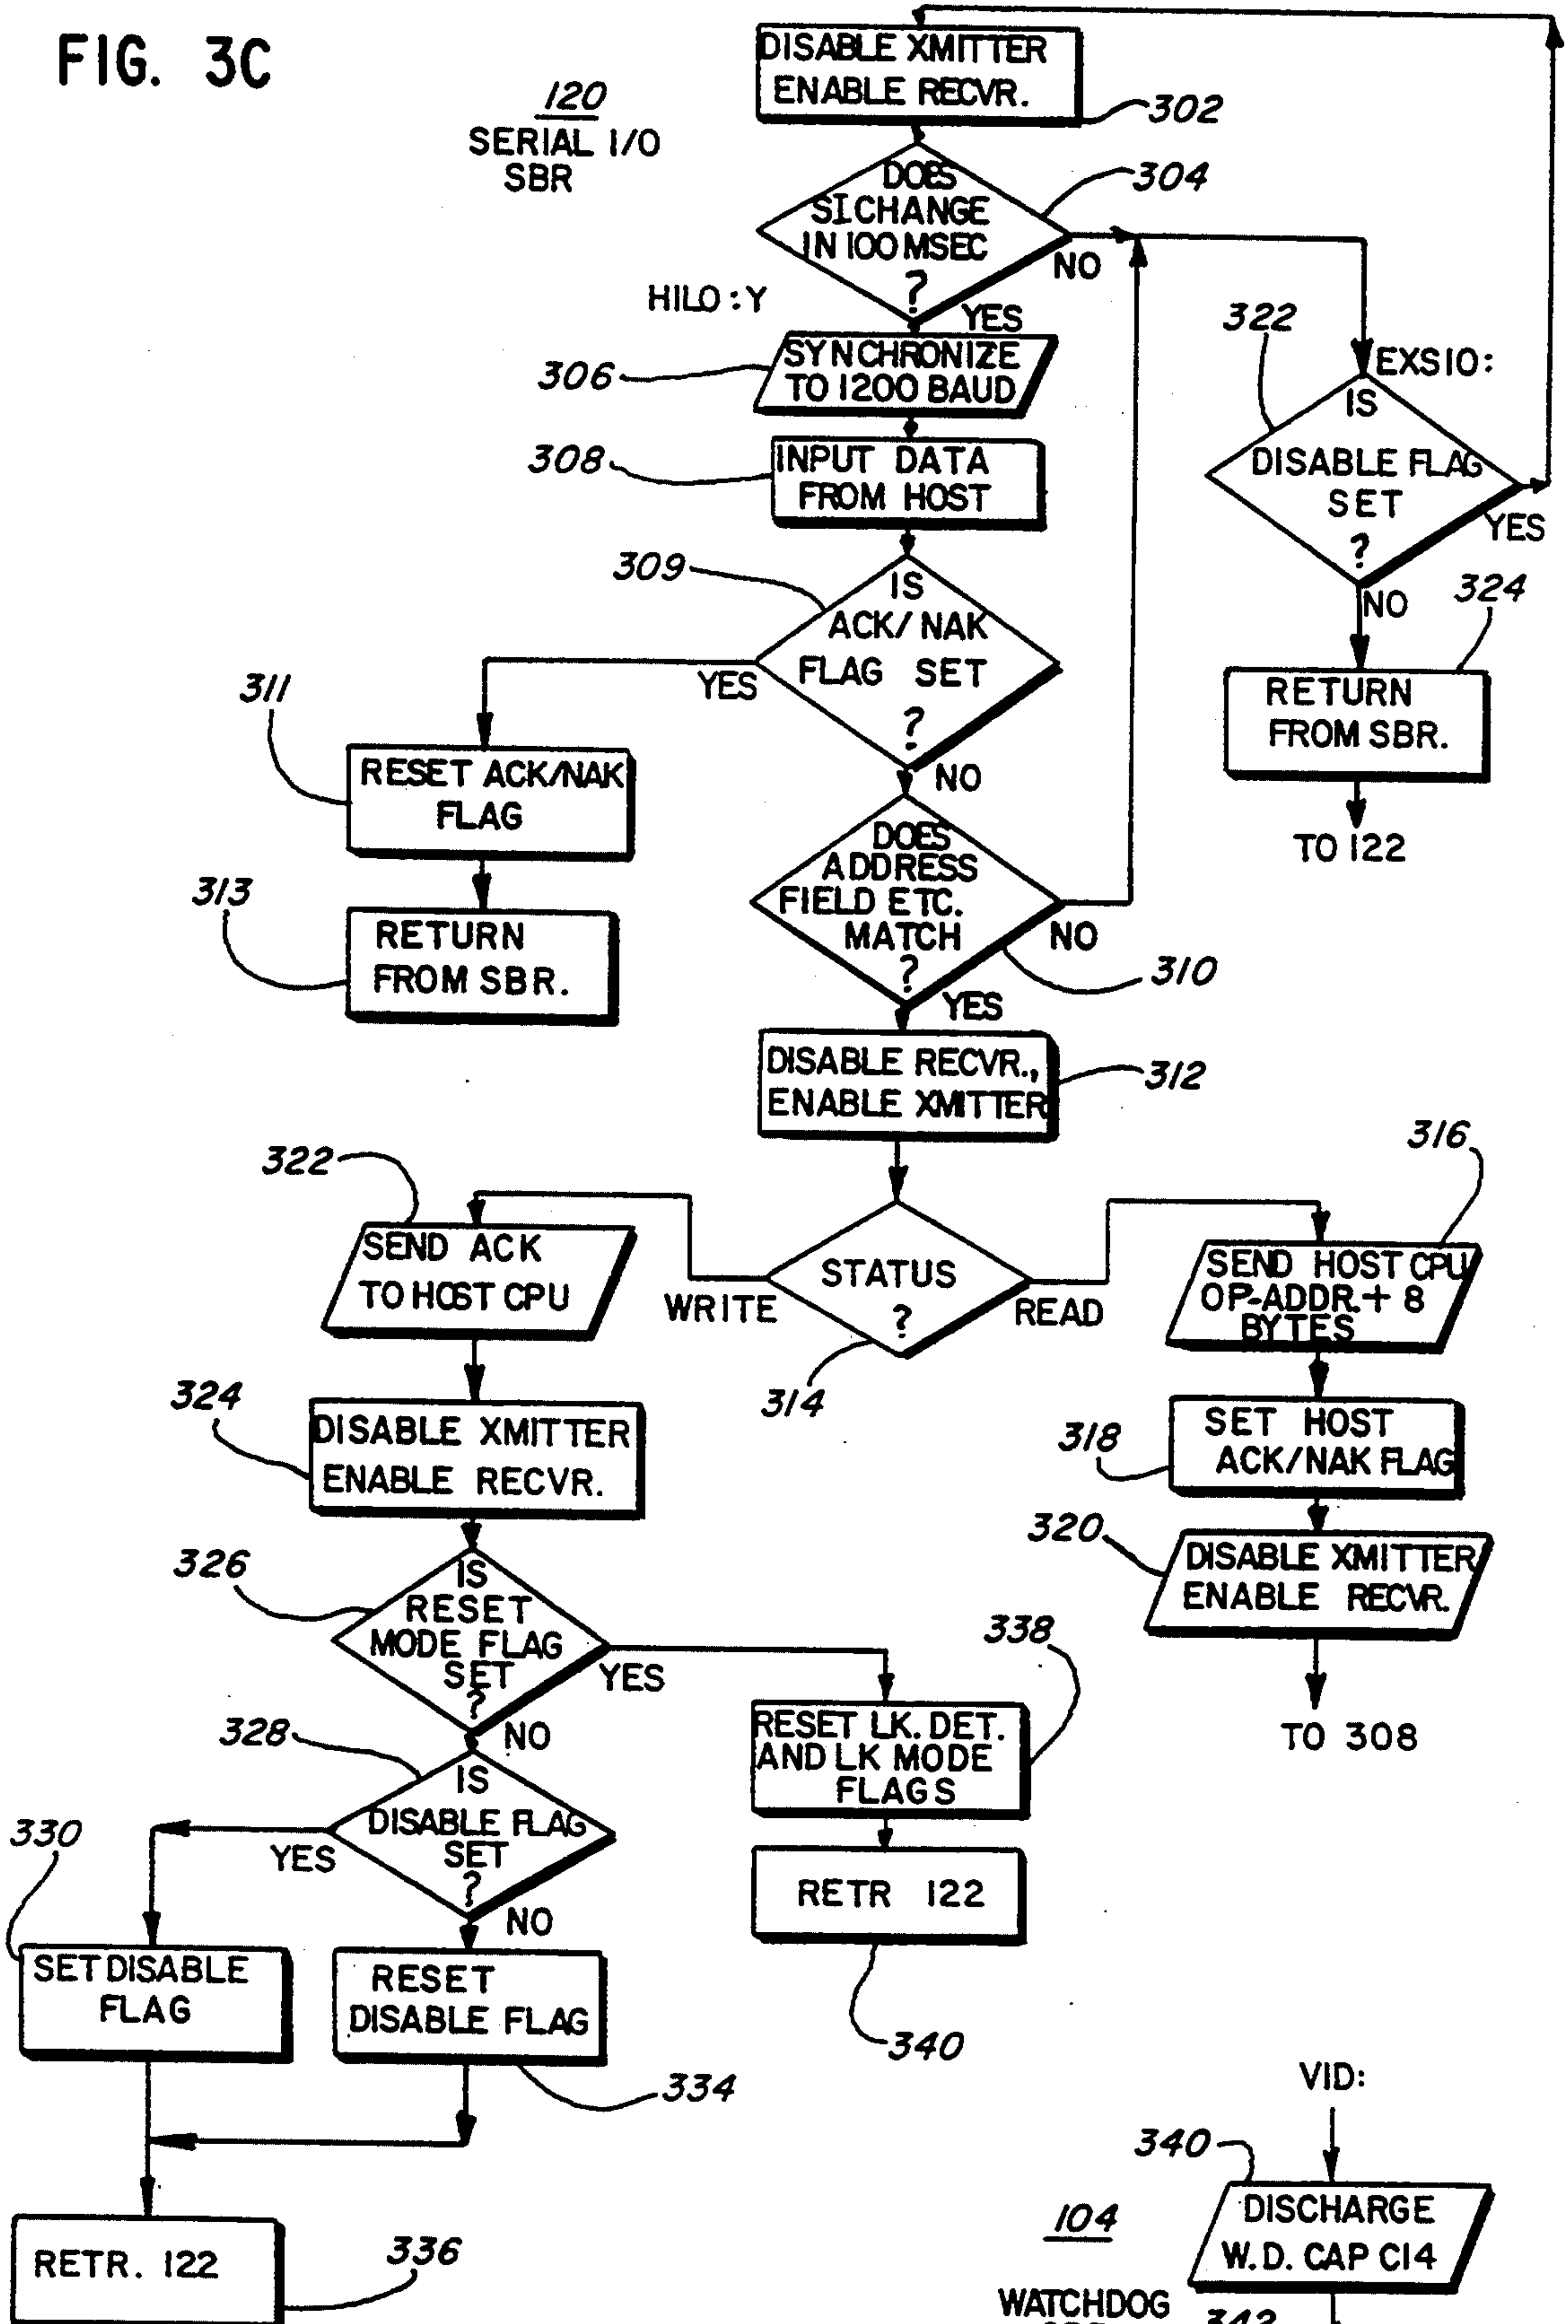 FIG. 3C
120
SERIAL I/O
SBR
DISABLE XMITTER
ENABLE RECVR.
302
DOES
SI CHANGE
IN 100 MSEC
?
304
NO
YES
HILO:Y
306
SYNCHRONIZE
TO 1200 BAUD
308
INPUT DATA
FROM HOST
322
EXSIO:
IS
DISABLE FLAG
SET
?
YES
NO
324
RETURN
FROM SBR.
TO 122
309
IS
ACK/NAK
FLAG SET
?
YES
NO
311
RESET ACK/NAK
FLAG
313
RETURN
FROM SBR.
DOES
ADDRESS
FIELD ETC.
MATCH
?
NO
310
YES
DISABLE RECVR.,
ENABLE XMITTER
312
STATUS
?
WRITE
READ
314
322
SEND ACK
TO HOST CPU
316
SEND HOST CPU
OP-ADDR.+ 8
BYTES
324
DISABLE XMITTER
ENABLE RECVR.
318
SET HOST
ACK/NAK FLAG
320
DISABLE XMITTER
ENABLE RECVR.
TO 308
326
IS
RESET
MODE FLAG
SET
?
YES
NO
338
RESET LK. DET.
AND LK MODE
FLAGS
RETR 122
340
328
IS
DISABLE FLAG
SET
?
YES
NO
330
SET DISABLE
FLAG
RESET
DISABLE FLAG
334
RETR. 122
336
VID:
340
DISCHARGE
W.D. CAP C14
104
WATCHDOG
342